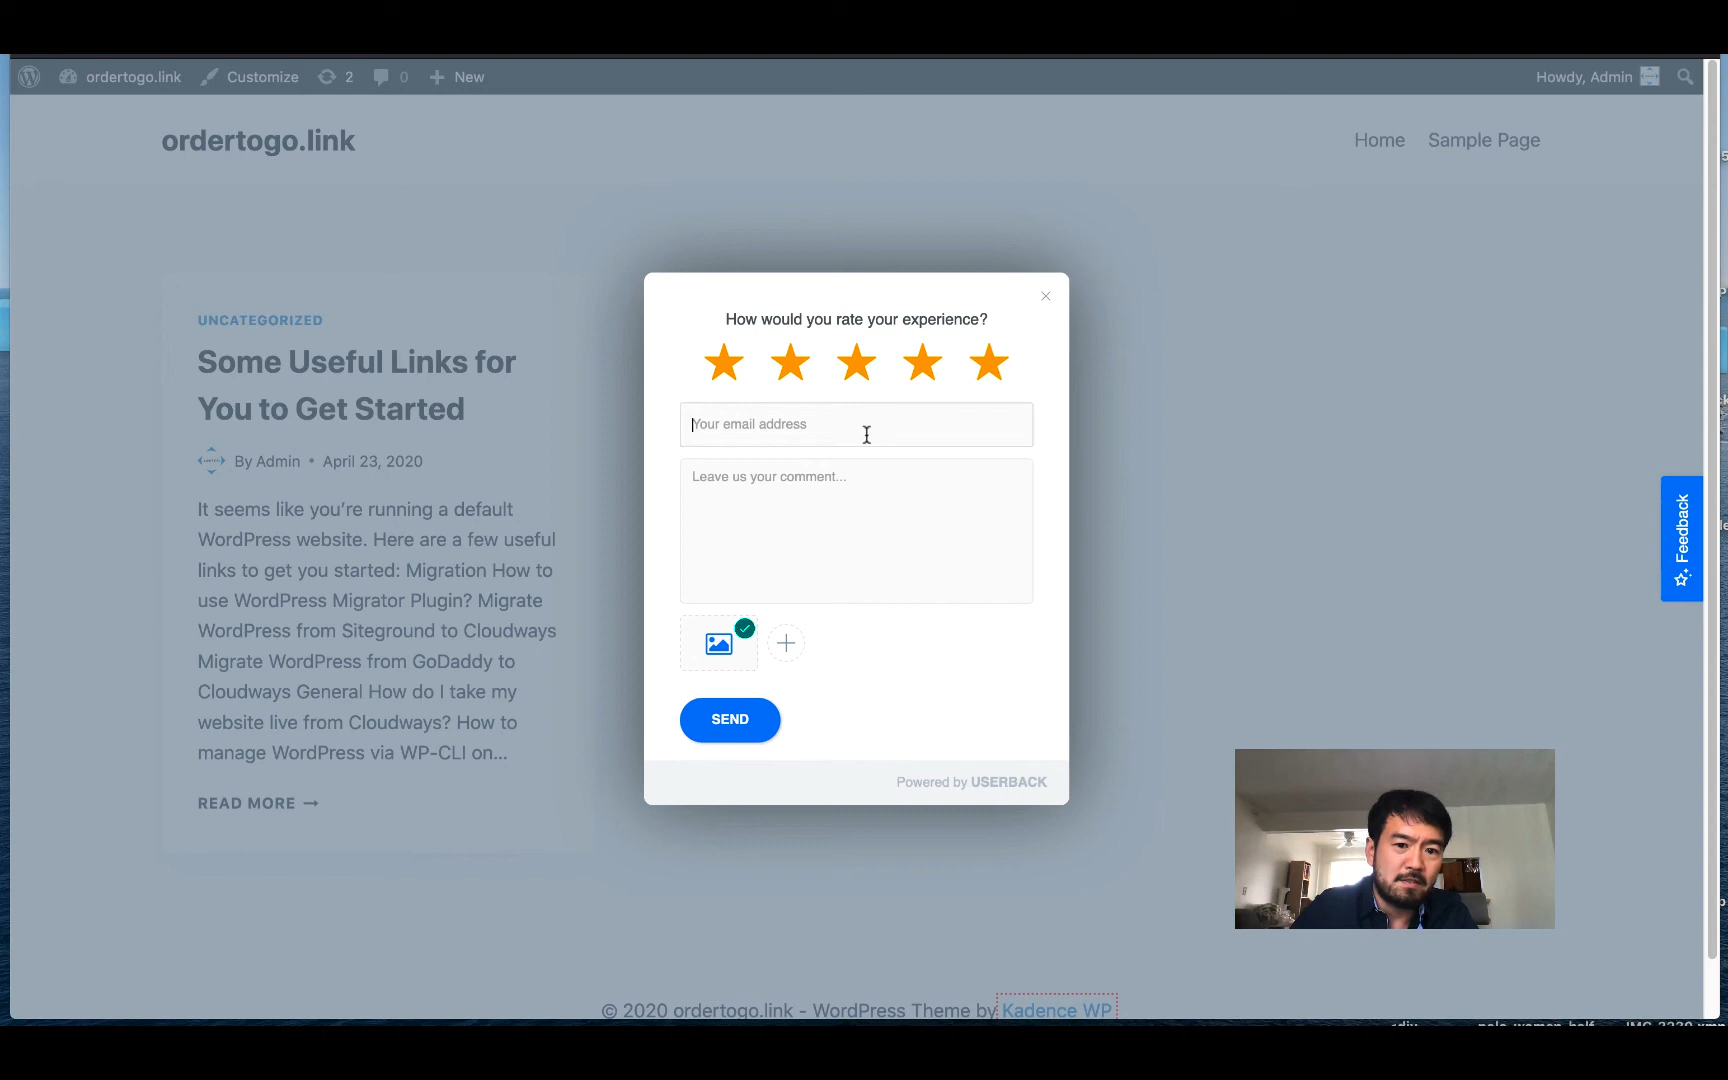 ordertogo.link Customize 2 0 New Howdy, Admin
ordertogo.link Home Sample Page
How would you rate your experience?
Your email address
Leave us your comment...
SEND
Powered by USERBACK
Feedback
UNCATEGORIZED
Some Useful Links for
You to Get Started
By Admin • April 23, 2020
It seems like you're running a default
WordPress website. Here are a few useful
links to get you started: Migration How to
use WordPress Migrator Plugin? Migrate
WordPress from Siteground to Cloudways
Migrate WordPress from GoDaddy to
Cloudways General How do I take my
website live from Cloudways? How to
manage WordPress via WP-CLI on...
READ MORE →
© 2020 ordertogo.link - WordPress Theme by Kadence WP